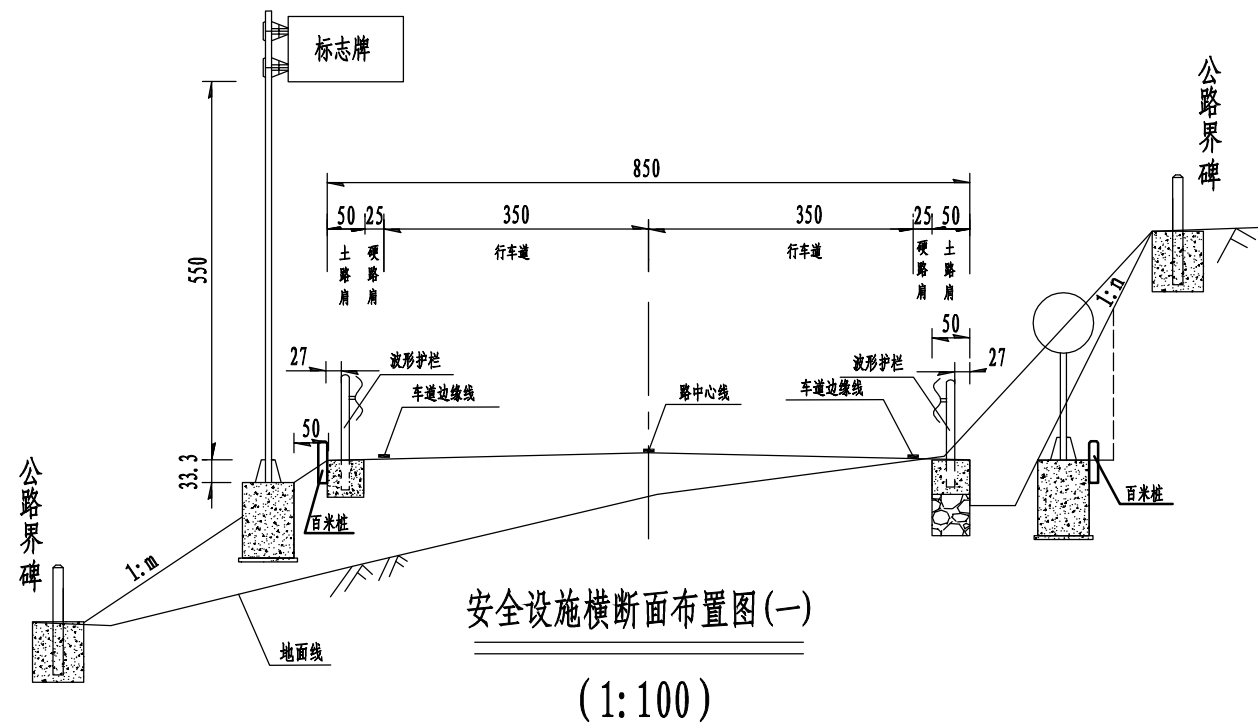 标志牌
公路界碑
850
50
25
350
350
25
50
土路肩
硬路肩
行车道
行车道
硬路肩
土路肩
550
1:n
50
27
波形护栏
波形护栏
27
车道边缘线
路中心线
车道边缘线
50
33.3
公路界碑
百米桩
百米桩
1:m
安全设施横断面布置图(一)
地面线
(1:100)